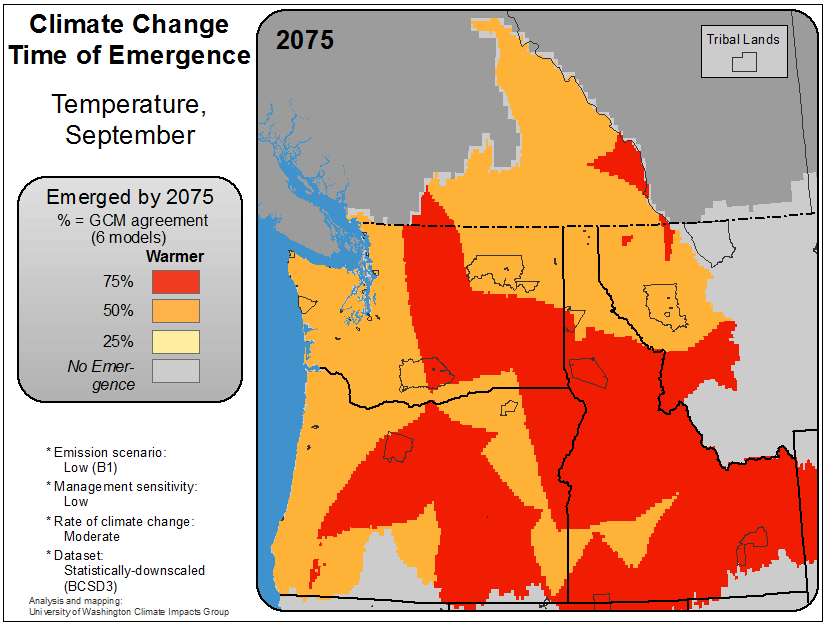 Climate Change
Time of Emergence
Temperature,
September
Emerged by 2075
% = GCM agreement
(6 models)
Warmer
75%
50%
25%
No Emer-
gence
* Emission scenario:
Low (B1)
* Management sensitivity:
Low
* Rate of climate change:
Moderate
* Dataset:
Statistically-downscaled
(BCSD3)
Analysis and mapping:
University of Washington Climate Impacts Group
2075
Tribal Lands